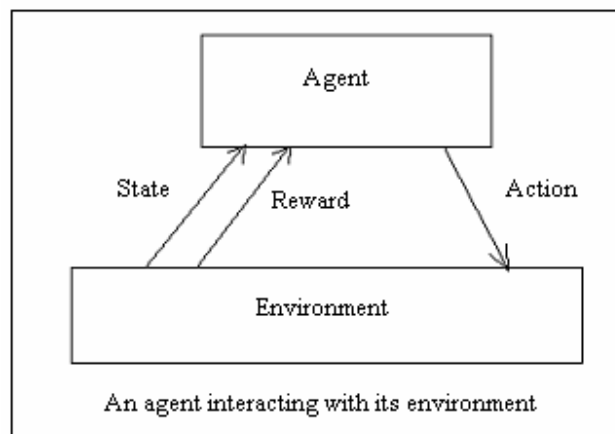 Agent
State
Reward
Action
Environment
An agent interacting with its environment